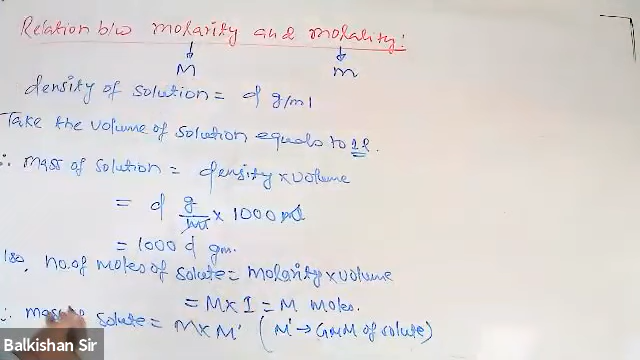 Relation b/w molarity and molality:
M m
density of solution = d g/ml
Take the volume of solution equals to 1l.
∴ mass of solution = density × volume
= d g/ml × 1000 ml
= 1000 d gm.
no. of moles of solute = molarity × volume
= M × 1 = M moles.
∴ mass solute = M × M' ( M' → GMM of solute)
Balkishan Sir